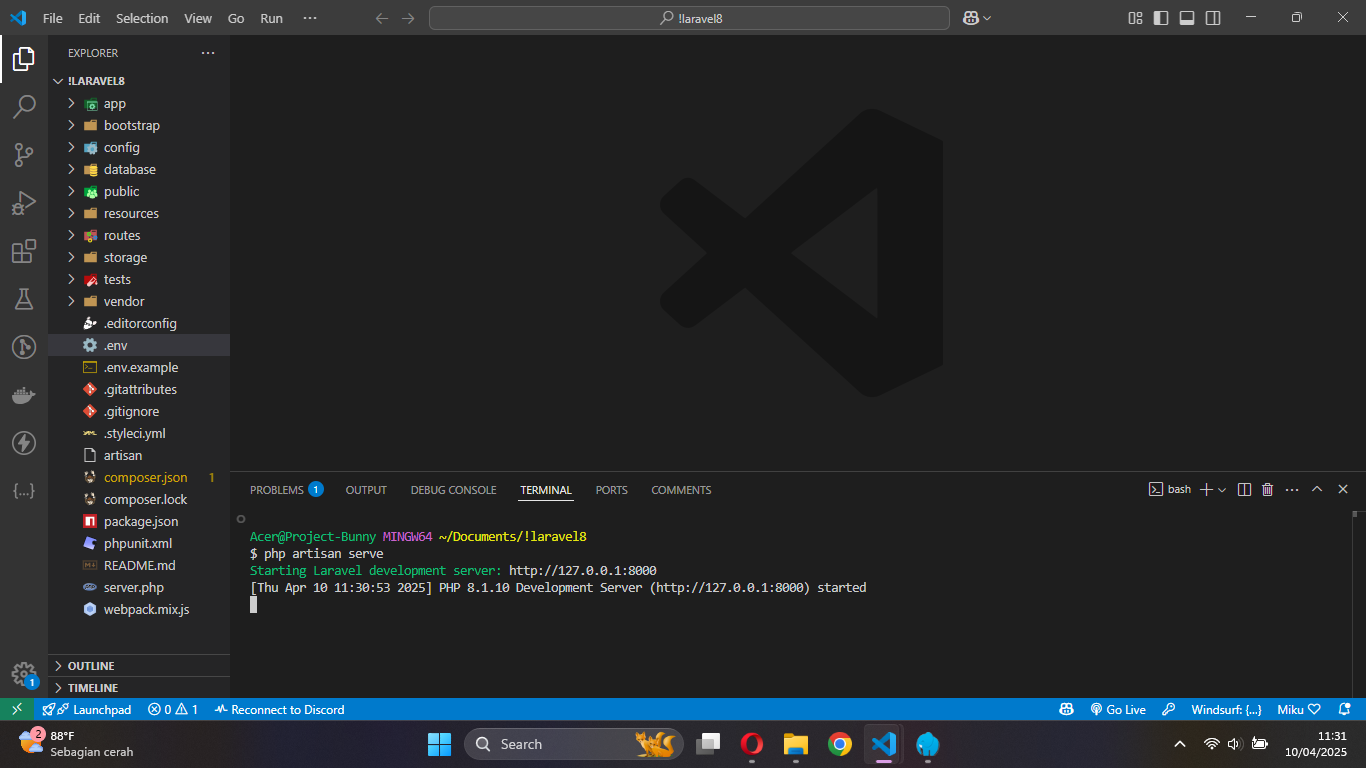 File Edit Selection View Go Run ···
!laravel8
EXPLORER
!LARAVEL8
app
bootstrap
config
database
public
resources
routes
storage
tests
vendor
.editorconfig
.env
.env.example
.gitattributes
.gitignore
.styleci.yml
artisan
composer.json 1
composer.lock
package.json
phpunit.xml
README.md
server.php
webpack.mix.js
OUTLINE
TIMELINE
PROBLEMS 1 OUTPUT DEBUG CONSOLE TERMINAL PORTS COMMENTS
bash
Acer@Project-Bunny MINGW64 ~/Documents/!laravel8
$ php artisan serve
Starting Laravel development server: http://127.0.0.1:8000
[Thu Apr 10 11:30:53 2025] PHP 8.1.10 Development Server (http://127.0.0.1:8000) started
1
Launchpad 0 1 Reconnect to Discord
Go Live Windsurf: {...} Miku ♡
2
88°F
Sebagian cerah
Search
11:31
10/04/2025